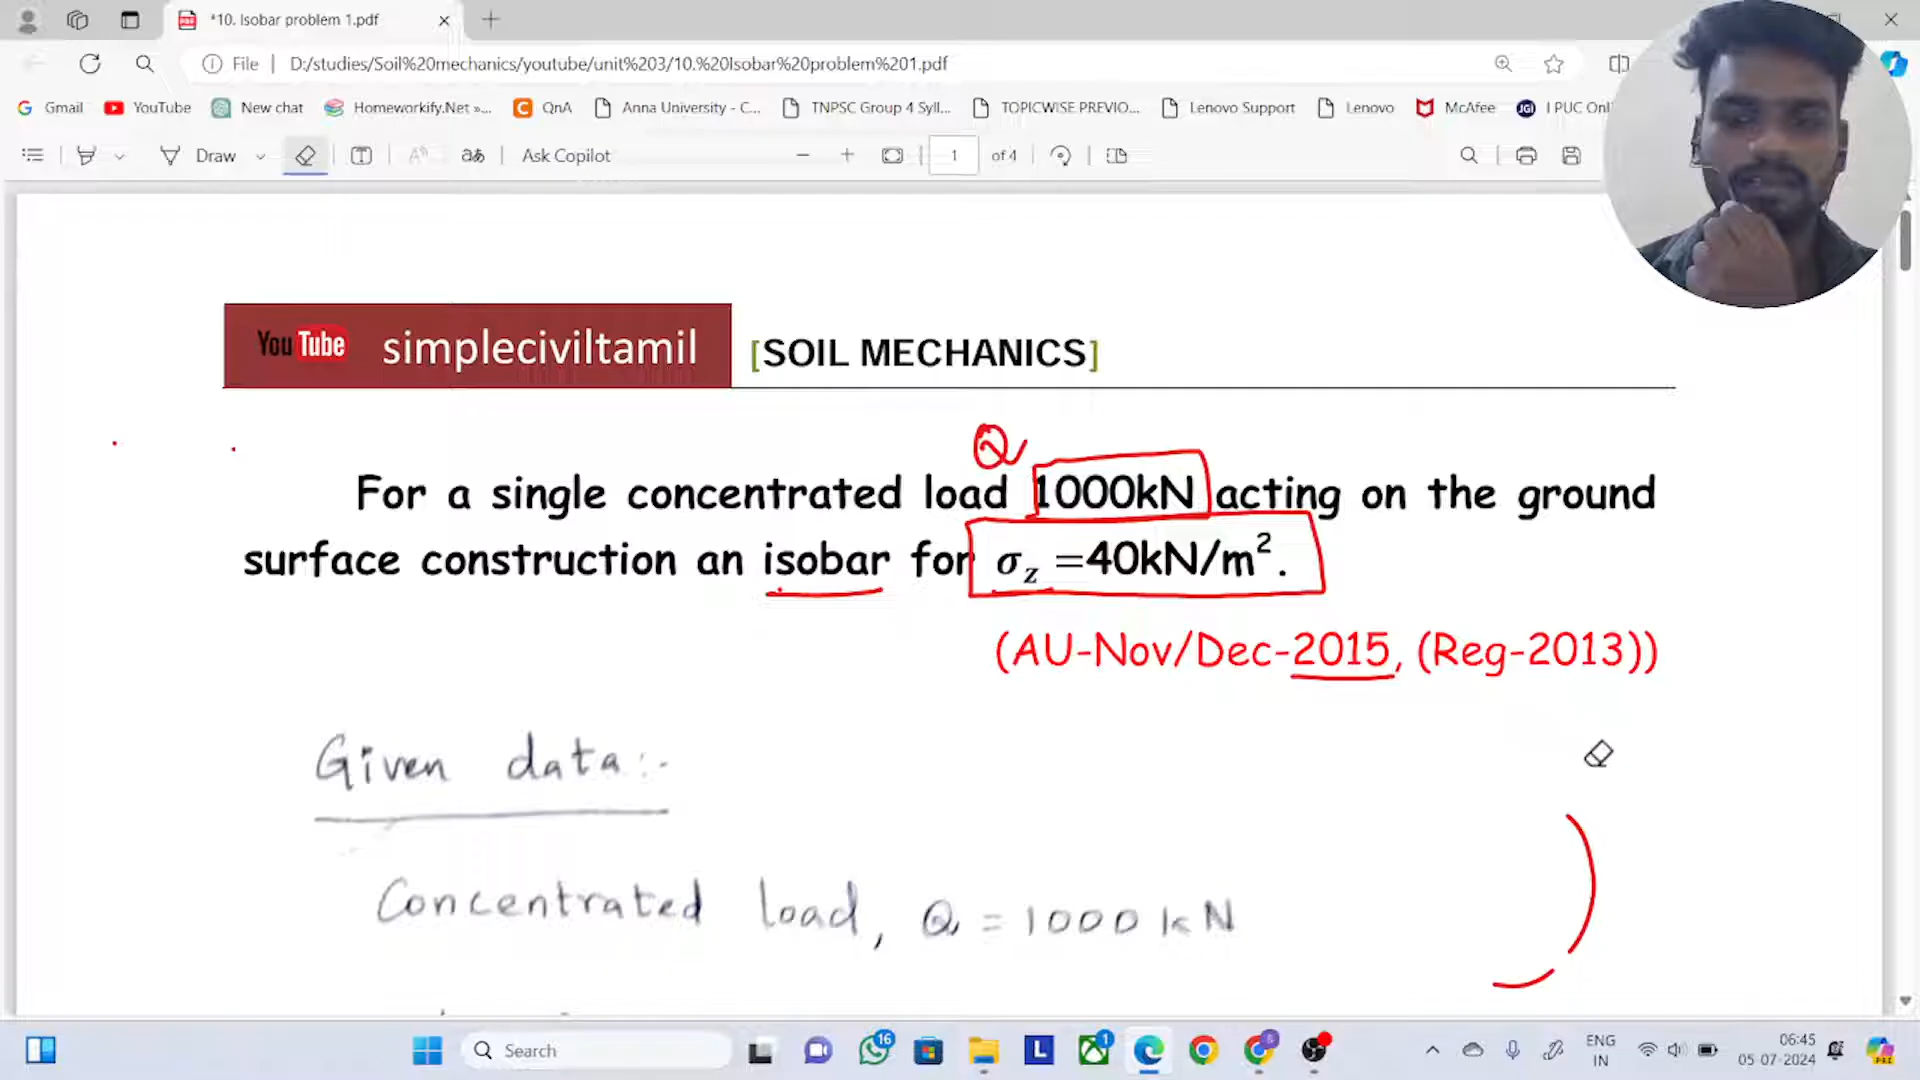 *10. Isobar problem 1.pdf
File
D:/studies/Soil%20mechanics/youtube/unit%203/10.%20Isobar%20problem%201.pdf
Gmail
YouTube
New chat
Homeworkify.Net »...
QnA
Anna University - C...
TNPSC Group 4 Syll...
TOPICWISE PREVIO...
Lenovo Support
Lenovo
McAfee
I PUC Onl
Draw
Ask Copilot
1
of 4
YouTube simpleciviltamil [SOIL MECHANICS]
Q
For a single concentrated load 1000kN acting on the ground
surface construction an isobar for σz =40kN/m².
(AU-Nov/Dec-2015, (Reg-2013))
Given data:-
Concentrated load, Q = 1000 kN
Search
16
1
ENG
IN
06:45
05-07-2024